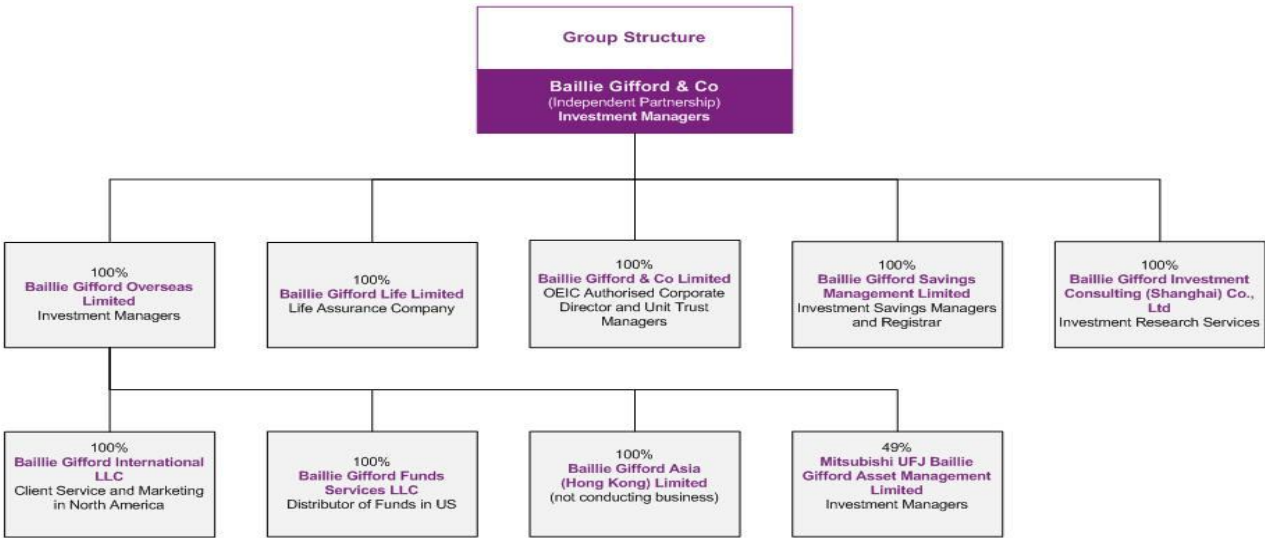 Group Structure
Baillie Gifford & Co
(Independent Partnership)
Investment Managers
100%
Baillie Gifford Overseas
Limited
Investment Managers
100%
Baillie Gifford Life Limited
Life Assurance Company
100%
Baillie Gifford & Co Limited
OEIC Authorised Corporate
Director and Unit Trust
Managers
100%
Baillie Gifford Savings
Management Limited
Investment Savings Managers
and Registrar
100%
Baillie Gifford Investment
Consulting (Shanghai) Co.,
Ltd
Investment Research Services
100%
Baillie Gifford International
LLC
Client Service and Marketing
in North America
100%
Baillie Gifford Funds
Services LLC
Distributor of Funds in US
100%
Baillie Gifford Asia
(Hong Kong) Limited
(not conducting business)
49%
Mitsubishi UFJ Baillie
Gifford Asset Management
Limited
Investment Managers